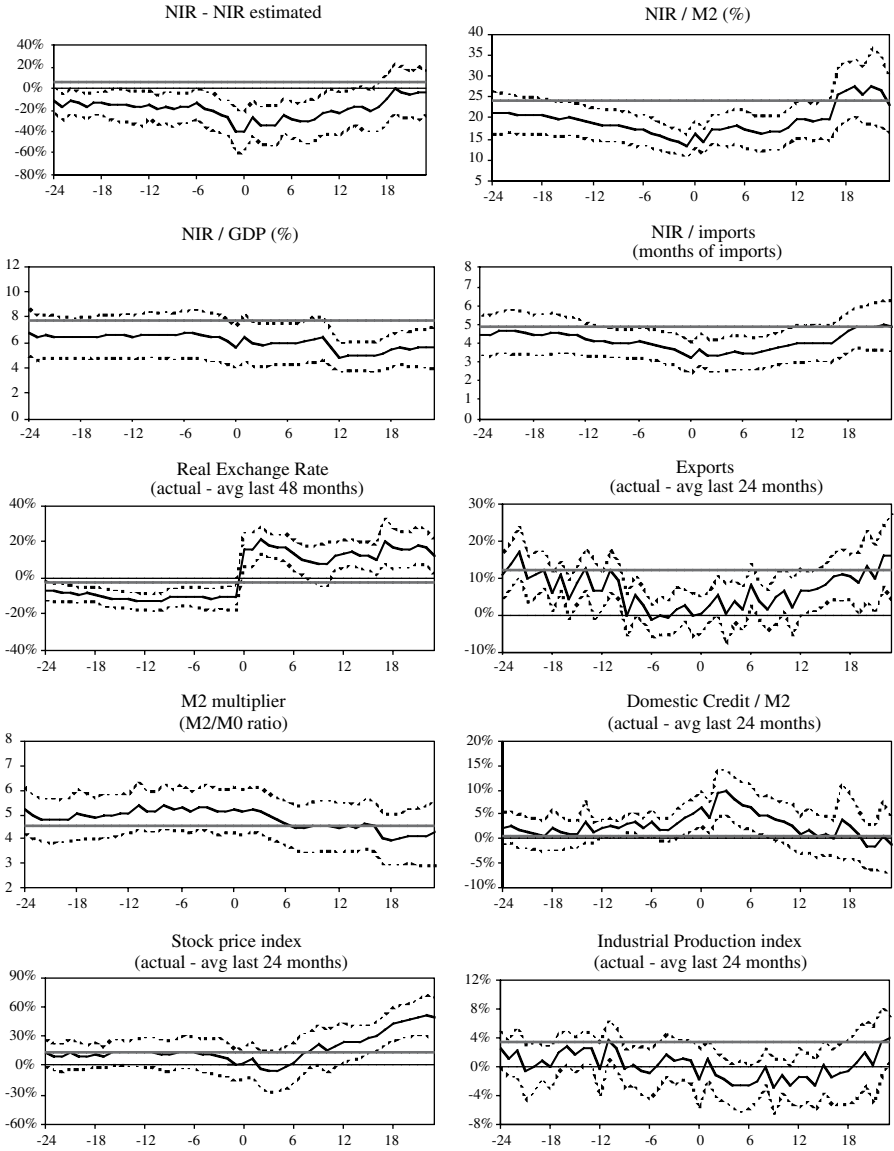 NIR - NIR estimated
40%
20%
0%
-20%
-40%
-60%
-80%
-24 -18 -12 -6 0 6 12 18
NIR / M2 (%)
40
35
30
25
20
15
10
5
-24 -18 -12 -6 0 6 12 18
NIR / GDP (%)
12
10
8
6
4
2
0
-24 -18 -12 -6 0 6 12 18
NIR / imports
(months of imports)
8
7
6
5
4
3
2
1
0
-24 -18 -12 -6 0 6 12 18
Real Exchange Rate
(actual - avg last 48 months)
40%
20%
0%
-20%
-40%
-24 -18 -12 -6 0 6 12 18
Exports
(actual - avg last 24 months)
30%
20%
10%
0%
-10%
-24 -18 -12 -6 0 6 12 18
M2 multiplier
(M2/M0 ratio)
8
7
6
5
4
3
2
-24 -18 -12 -6 0 6 12 18
Domestic Credit / M2
(actual - avg last 24 months)
20%
15%
10%
5%
0%
-5%
-10%
-24 -18 -12 -6 0 6 12 18
Stock price index
(actual - avg last 24 months)
90%
60%
30%
0%
-30%
-60%
-24 -18 -12 -6 0 6 12 18
Industrial Production index
(actual - avg last 24 months)
12%
8%
4%
0%
-4%
-8%
-24 -18 -12 -6 0 6 12 18